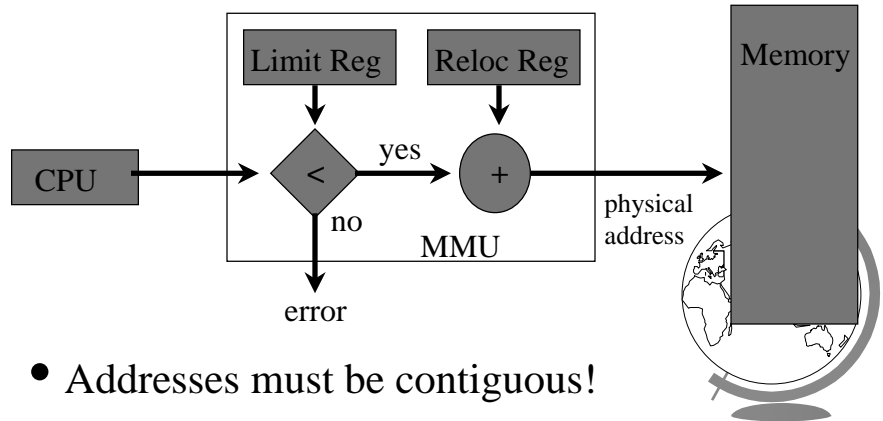 Limit Reg
Reloc Reg
Memory
CPU
<
yes
+
no
MMU
physical
address
error
• Addresses must be contiguous!